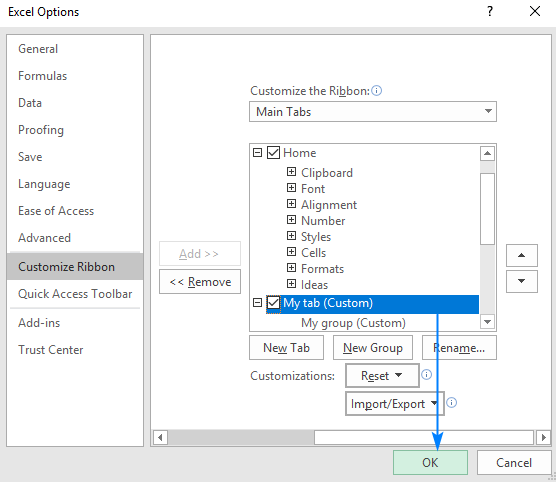 Excel Options
?
General
Formulas
Data
Proofing
Save
Language
Ease of Access
Advanced
Customize Ribbon
Quick Access Toolbar
Add-ins
Trust Center
Add >>
<< Remove
Customize the Ribbon:
Main Tabs
Home
Clipboard
Font
Alignment
Number
Styles
Cells
Formats
Ideas
My tab (Custom)
My group (Custom)
New Tab
New Group
Rename...
Customizations:
Reset
Import/Export
OK
Cancel